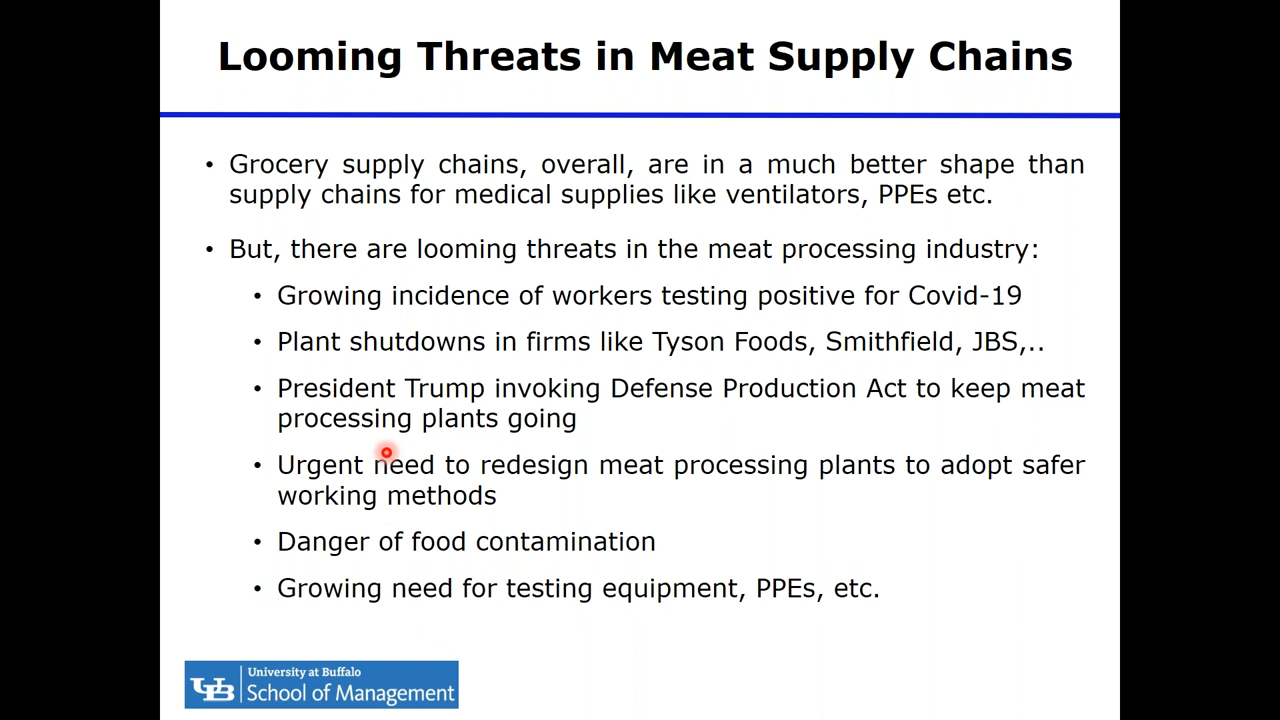 Looming Threats in Meat Supply Chains
• Grocery supply chains, overall, are in a much better shape than
supply chains for medical supplies like ventilators, PPEs etc.
• But, there are looming threats in the meat processing industry:
• Growing incidence of workers testing positive for Covid-19
• Plant shutdowns in firms like Tyson Foods, Smithfield, JBS,..
• President Trump invoking Defense Production Act to keep meat
processing plants going
• Urgent need to redesign meat processing plants to adopt safer
working methods
• Danger of food contamination
• Growing need for testing equipment, PPEs, etc.
UB
University at Buffalo
School of Management